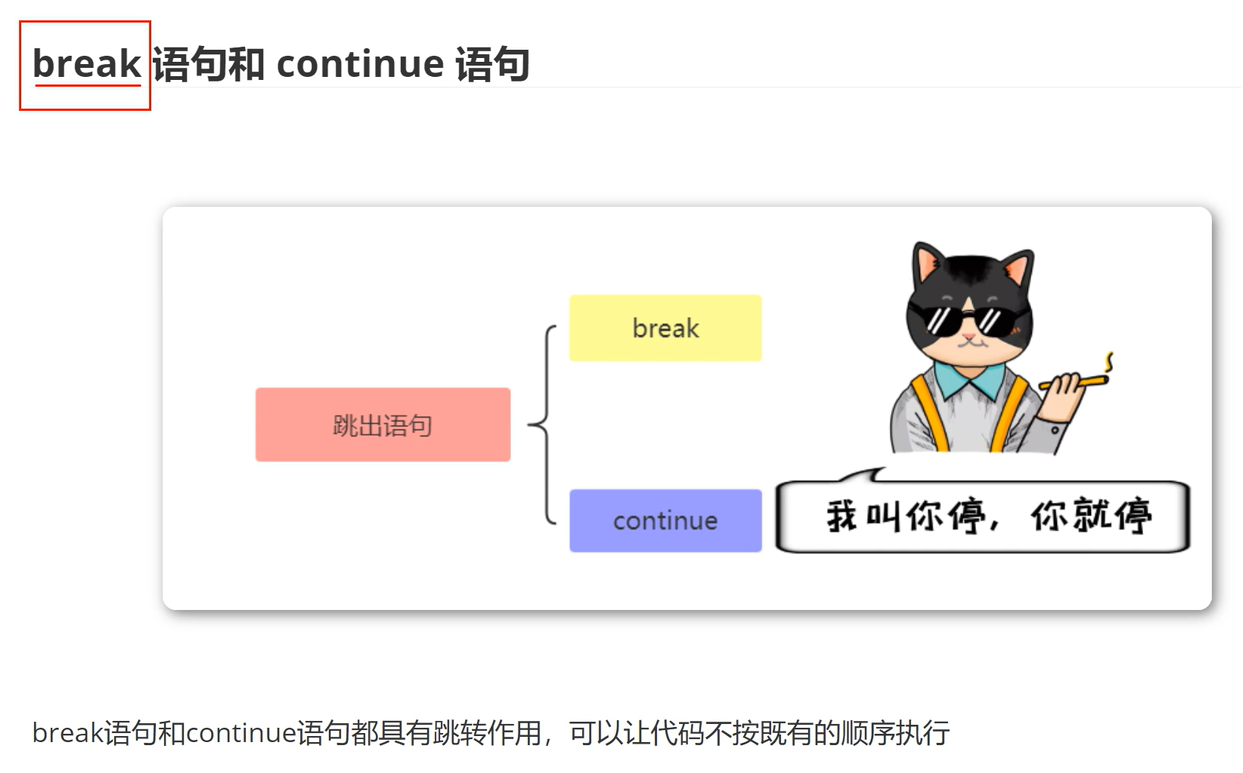 break 语句和 continue 语句
break
跳出语句
continue
我叫你停，你就停
break语句和continue语句都具有跳转作用，可以让代码不按既有的顺序执行